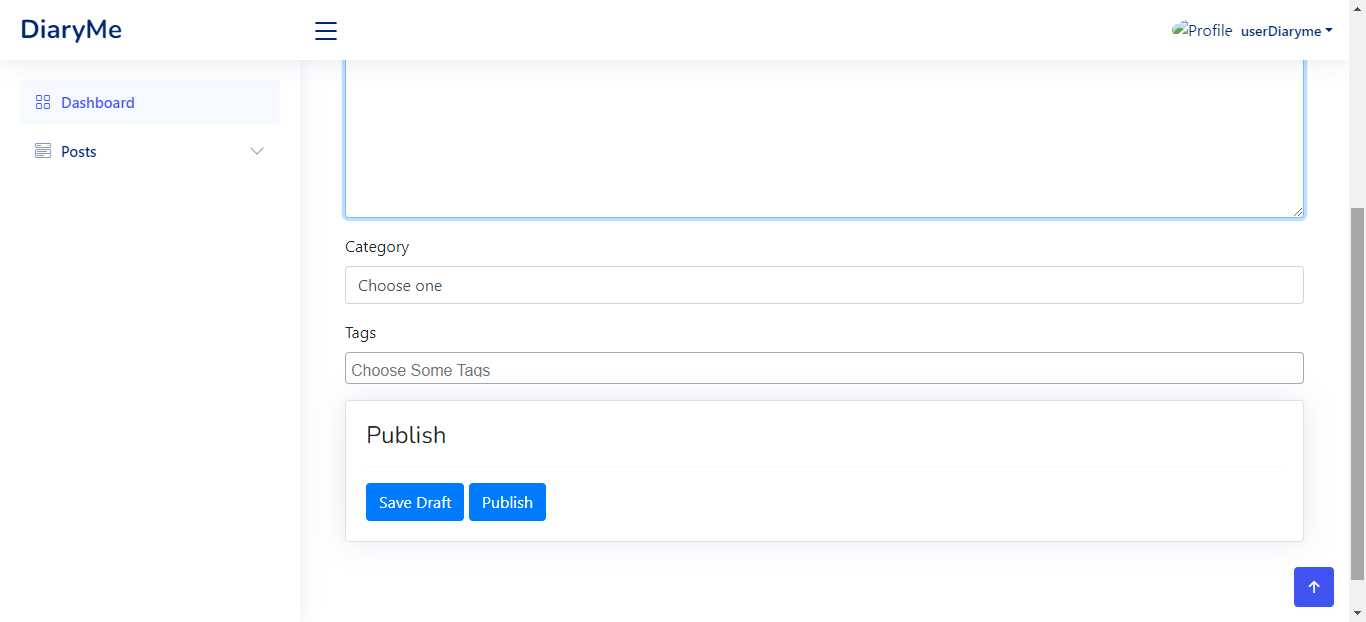 DiaryMe
Profile userDiaryme
Dashboard
Posts
Category
Choose one
Tags
Choose Some Tags
Publish
Save Draft Publish